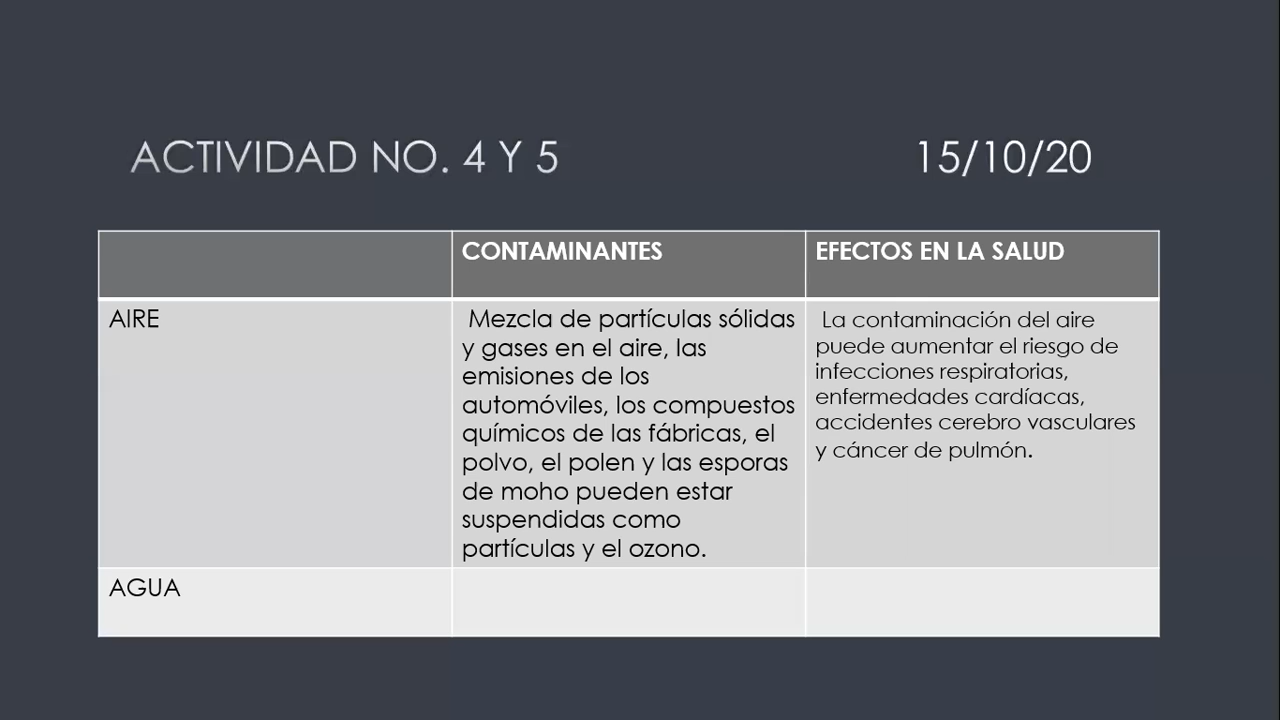 ACTIVIDAD NO. 4 Y 5 15/10/20
CONTAMINANTES EFECTOS EN LA SALUD
AIRE
Mezcla de partículas sólidas
y gases en el aire, las
emisiones de los
automóviles, los compuestos
químicos de las fábricas, el
polvo, el polen y las esporas
de moho pueden estar
suspendidas como
partículas y el ozono.
La contaminación del aire
puede aumentar el riesgo de
infecciones respiratorias,
enfermedades cardíacas,
accidentes cerebro vasculares
y cáncer de pulmón.
AGUA